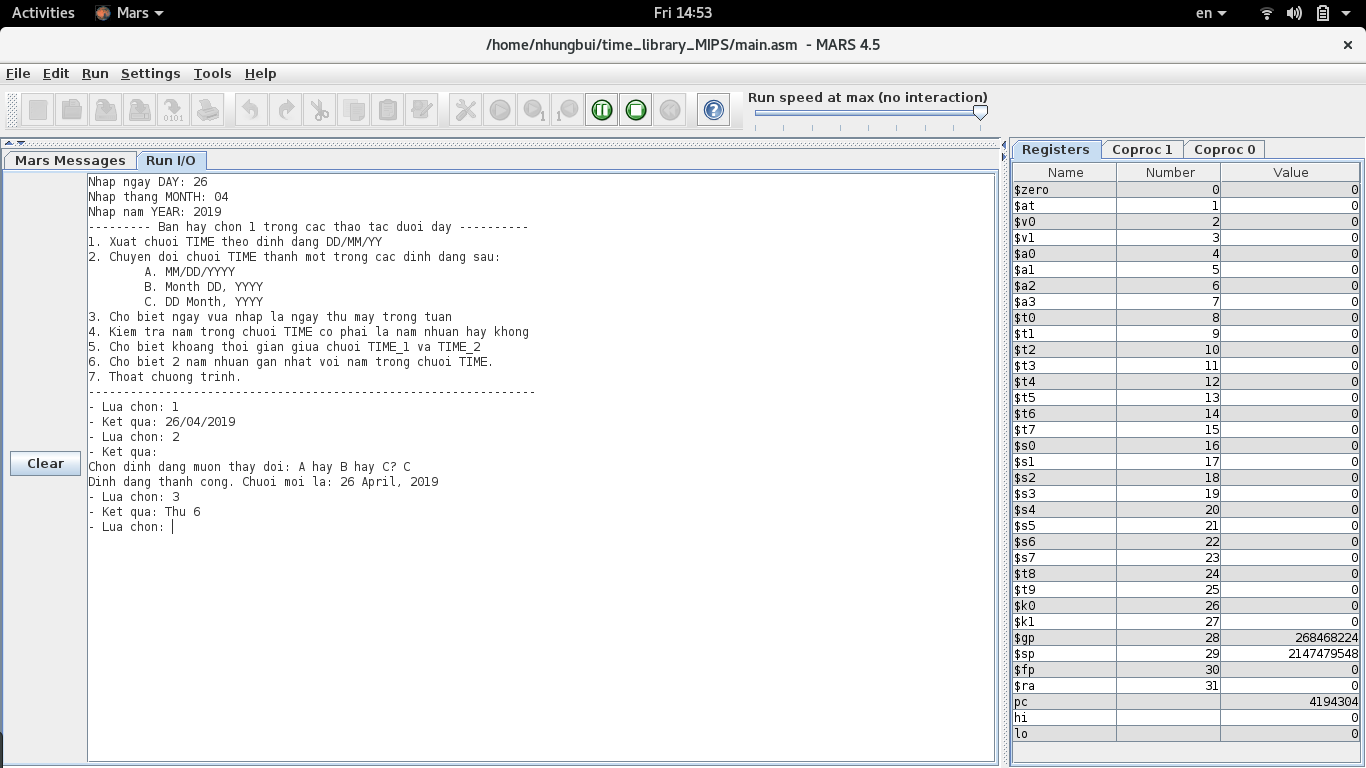 Activities Mars Fri 14:53 en
/home/nhungbui/time_library_MIPS/main.asm - MARS 4.5
File Edit Run Settings Tools Help
Run speed at max (no interaction)
Mars Messages Run I/O
Clear
Nhap ngay DAY: 26
Nhap thang MONTH: 04
Nhap nam YEAR: 2019
--------- Ban hay chon 1 trong cac thao tac duoi day ----------
1. Xuat chuoi TIME theo dinh dang DD/MM/YY
2. Chuyen doi chuoi TIME thanh mot trong cac dinh dang sau:
A. MM/DD/YYYY
B. Month DD, YYYY
C. DD Month, YYYY
3. Cho biet ngay vua nhap la ngay thu may trong tuan
4. Kiem tra nam trong chuoi TIME co phai la nam nhuan hay khong
5. Cho biet khoang thoi gian giua chuoi TIME_1 va TIME_2
6. Cho biet 2 nam nhuan gan nhat voi nam trong chuoi TIME.
7. Thoat chuong trinh.
----------------------------------------------------------------
- Lua chon: 1
- Ket qua: 26/04/2019
- Lua chon: 2
- Ket qua:
Chon dinh dang muon thay doi: A hay B hay C? C
Dinh dang thanh cong. Chuoi moi la: 26 April, 2019
- Lua chon: 3
- Ket qua: Thu 6
- Lua chon:
Registers Coproc 1 Coproc 0
Name Number Value
$zero 0 0
$at 1 0
$v0 2 0
$v1 3 0
$a0 4 0
$a1 5 0
$a2 6 0
$a3 7 0
$t0 8 0
$t1 9 0
$t2 10 0
$t3 11 0
$t4 12 0
$t5 13 0
$t6 14 0
$t7 15 0
$s0 16 0
$s1 17 0
$s2 18 0
$s3 19 0
$s4 20 0
$s5 21 0
$s6 22 0
$s7 23 0
$t8 24 0
$t9 25 0
$k0 26 0
$k1 27 0
$gp 28 268468224
$sp 29 2147479548
$fp 30 0
$ra 31 0
pc 4194304
hi 0
lo 0